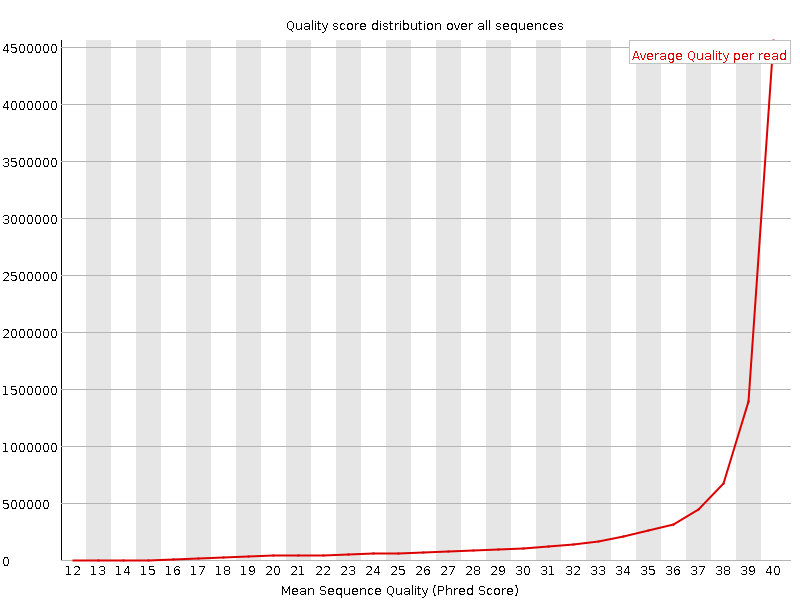 Quality score distribution over all sequences
Average Quality per read
4500000
4000000
3500000
3000000
2500000
2000000
1500000
1000000
500000
0
12 13 14 15 16 17 18 19 20 21 22 23 24 25 26 27 28 29 30 31 32 33 34 35 36 37 38 39 40
Mean Sequence Quality (Phred Score)